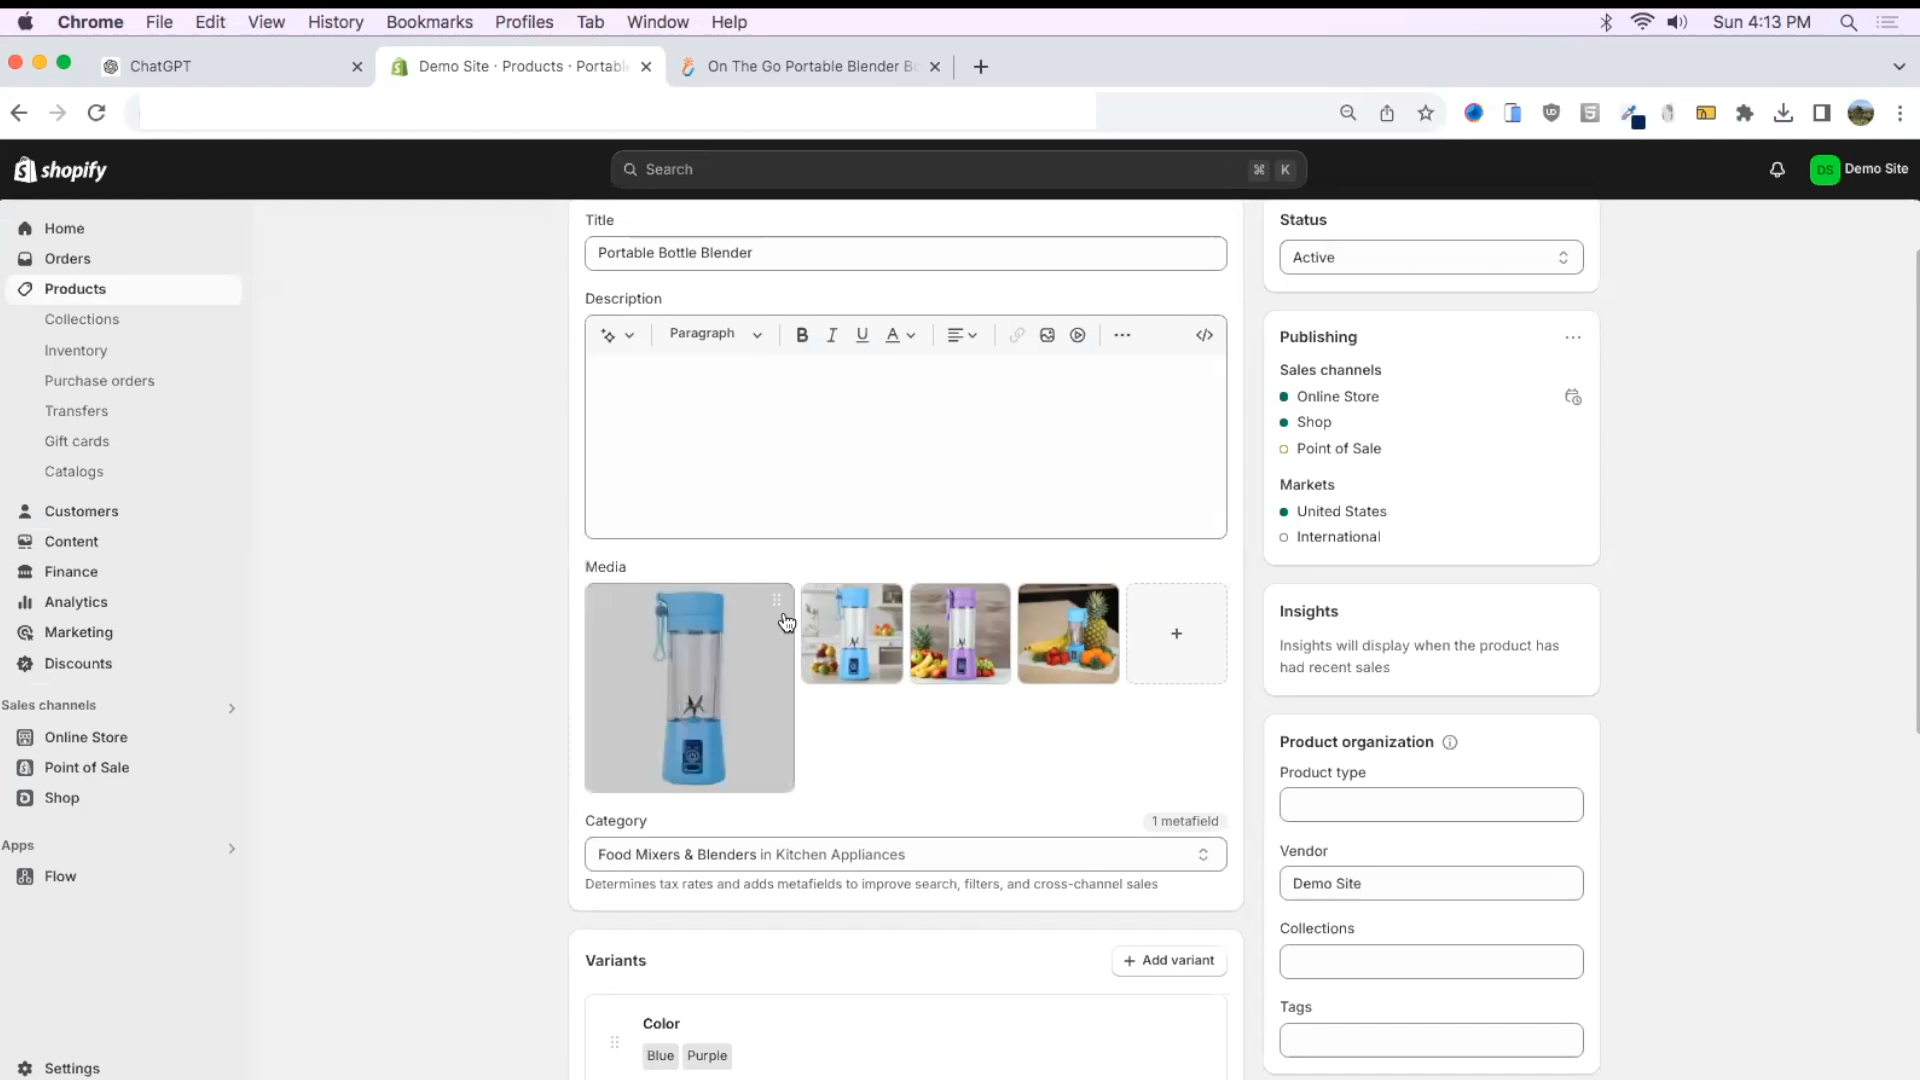 Chrome File Edit View History Bookmarks Profiles Tab Window Help Sun 4:13 PM
ChatGPT
Demo Site · Products · Portabl
On The Go Portable Blender Bo
shopify
Search
⌘ K
DS Demo Site
Home
Orders
Products
Collections
Inventory
Purchase orders
Transfers
Gift cards
Catalogs
Customers
Content
Finance
Analytics
Marketing
Discounts
Sales channels
Online Store
Point of Sale
Shop
Apps
Flow
Settings
Title
Portable Bottle Blender
Description
Paragraph B I U A
Media
Category
1 metafield
Food Mixers & Blenders in Kitchen Appliances
Determines tax rates and adds metafields to improve search, filters, and cross-channel sales
Variants
+ Add variant
Color
Blue Purple
Status
Active
Publishing
Sales channels
Online Store
Shop
Point of Sale
Markets
United States
International
Insights
Insights will display when the product has
had recent sales
Product organization
Product type
Vendor
Demo Site
Collections
Tags